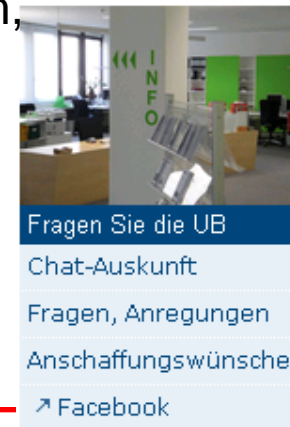 n,
INFO
Fragen Sie die UB
Chat-Auskunft
Fragen, Anregungen
Anschaffungswünsche
Facebook